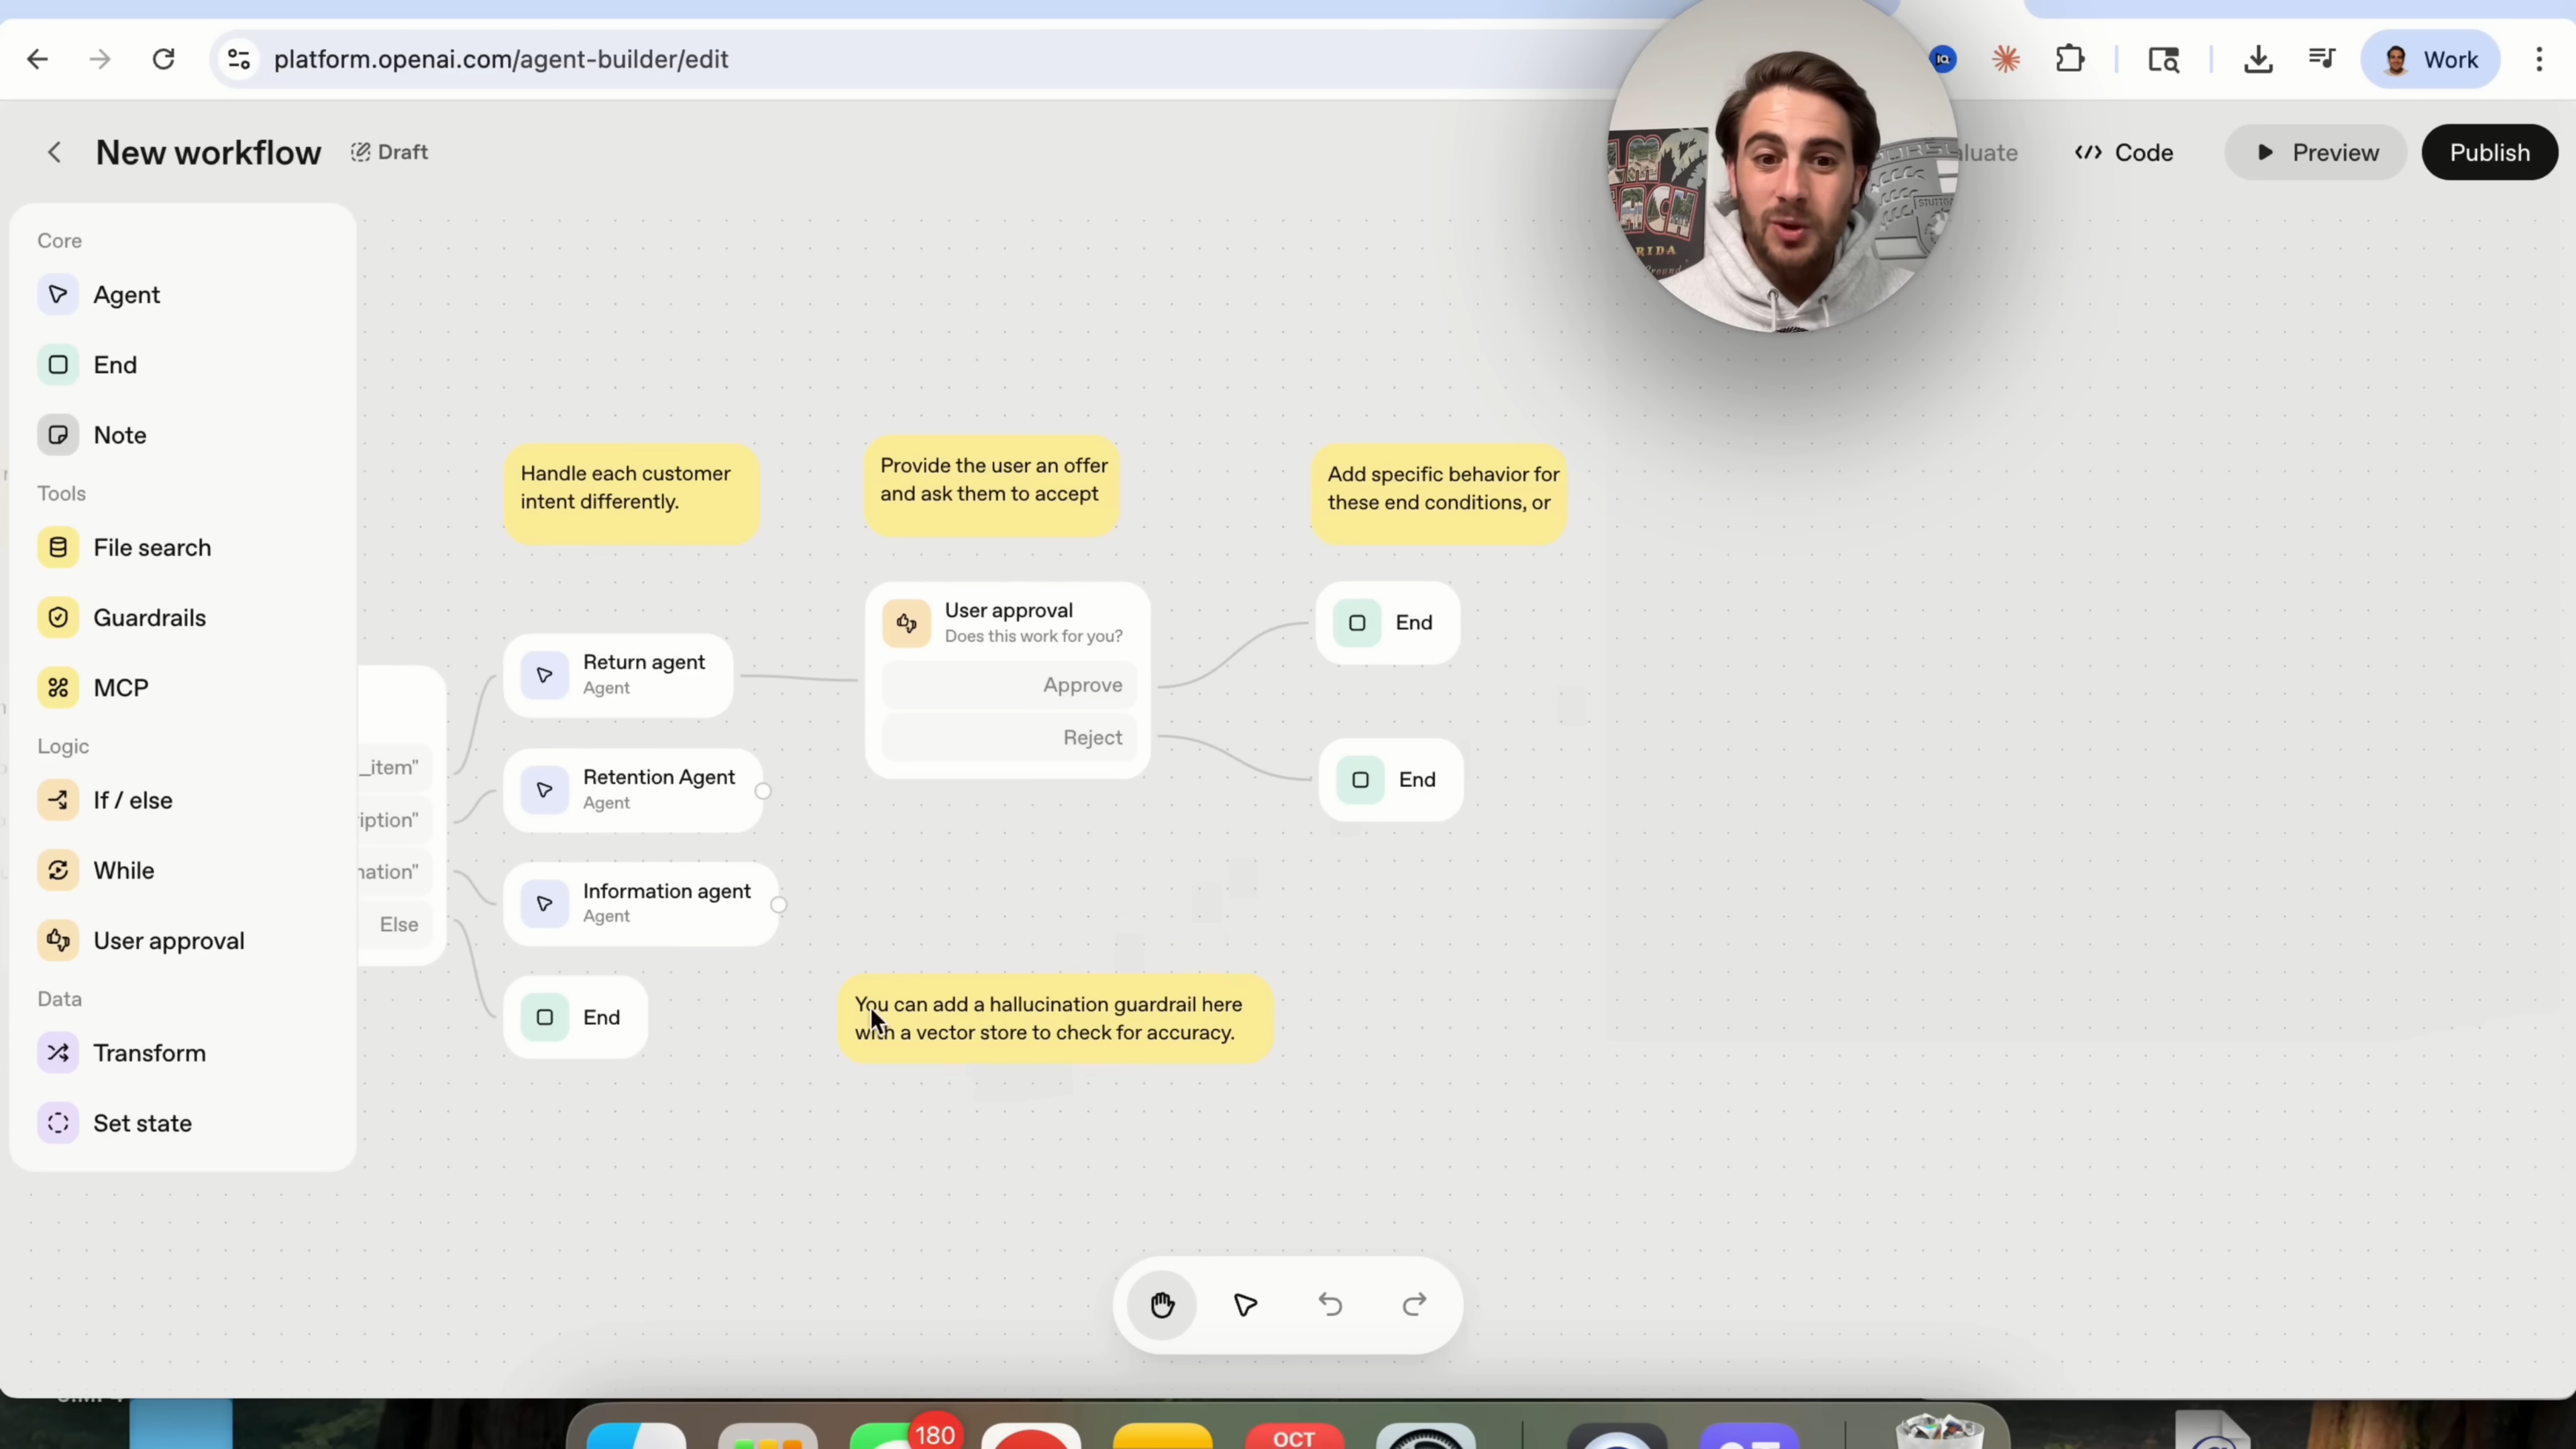 platform.openai.com/agent-builder/edit
Work
New workflow
Draft
Code
Preview
Publish
Core
Agent
End
Note
Tools
File search
Guardrails
MCP
Logic
If / else
While
User approval
Data
Transform
Set state
Handle each customer
intent differently.
Provide the user an offer
and ask them to accept
Add specific behavior for
these end conditions, or
_item"
iption"
nation"
Else
Return agent
Agent
Retention Agent
Agent
Information agent
Agent
End
User approval
Does this work for you?
Approve
Reject
End
End
You can add a hallucination guardrail here
with a vector store to check for accuracy.
180
OCT